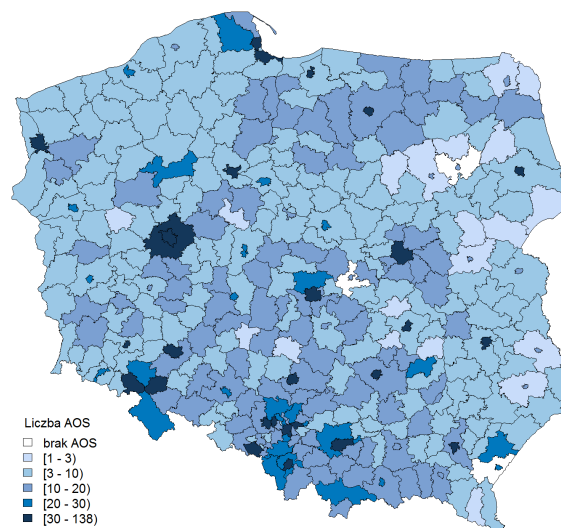 Liczba AOS
brak AOS
[1 - 3)
[3 - 10)
[10 - 20)
[20 - 30)
[30 - 138)